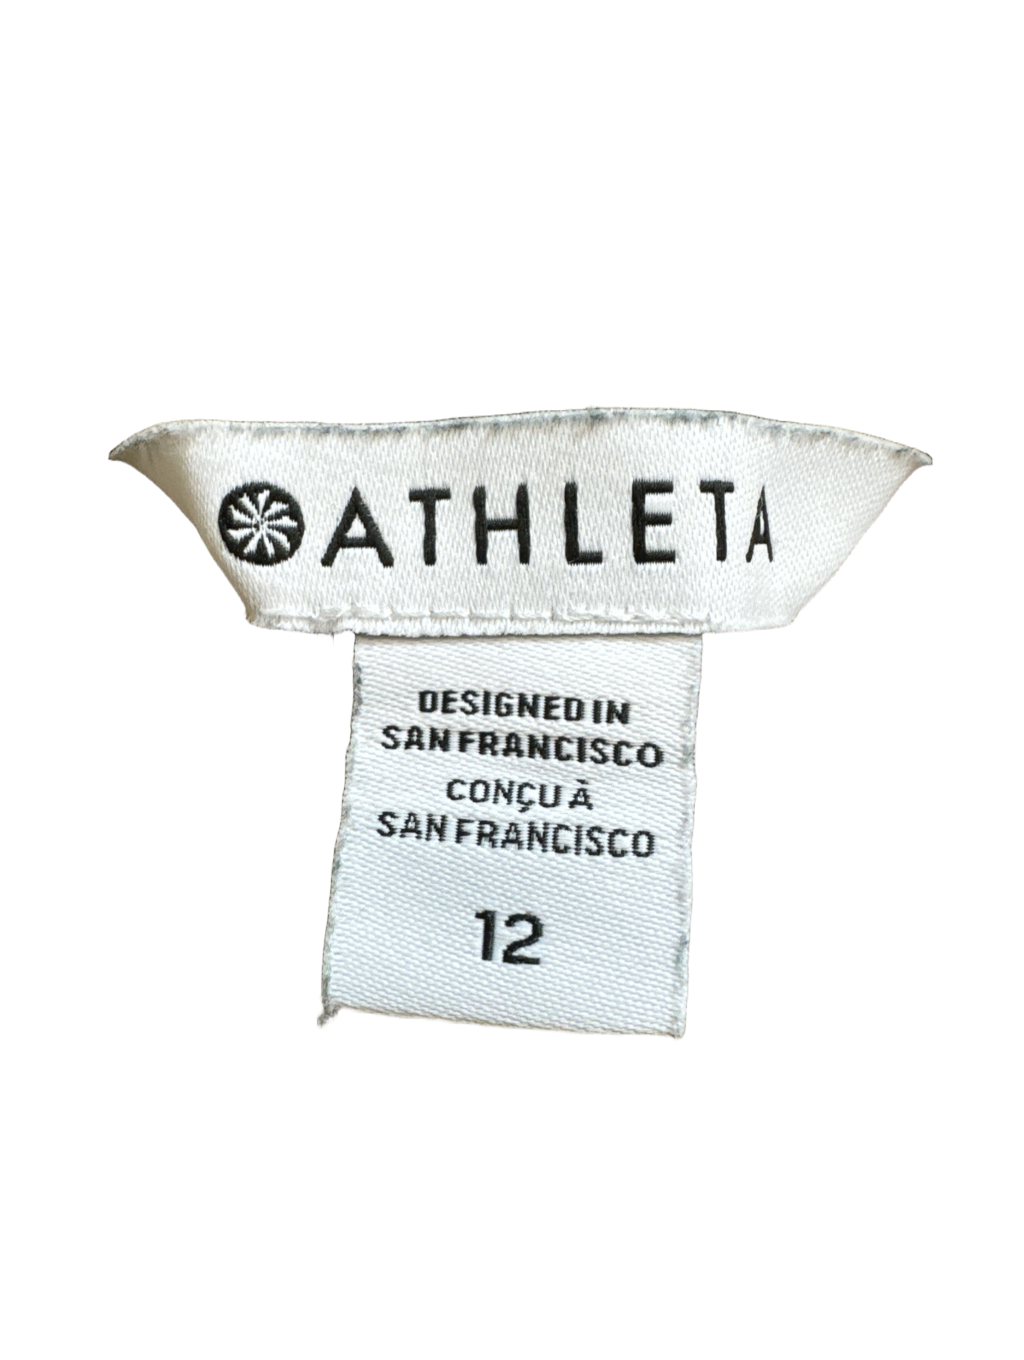 ATHLETA
DESIGNED IN
SAN FRANCISCO
CONÇU À
SAN FRANCISCO
12